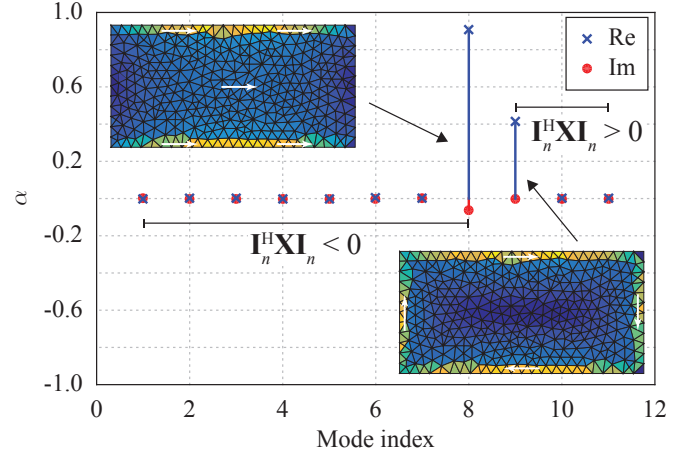 1.0
0.6
0.2
-0.2
-0.6
-1.0
α
0
2
4
6
8
10
12
Mode index
Re
Im
I_n^H X I_n > 0
I_n^H X I_n < 0